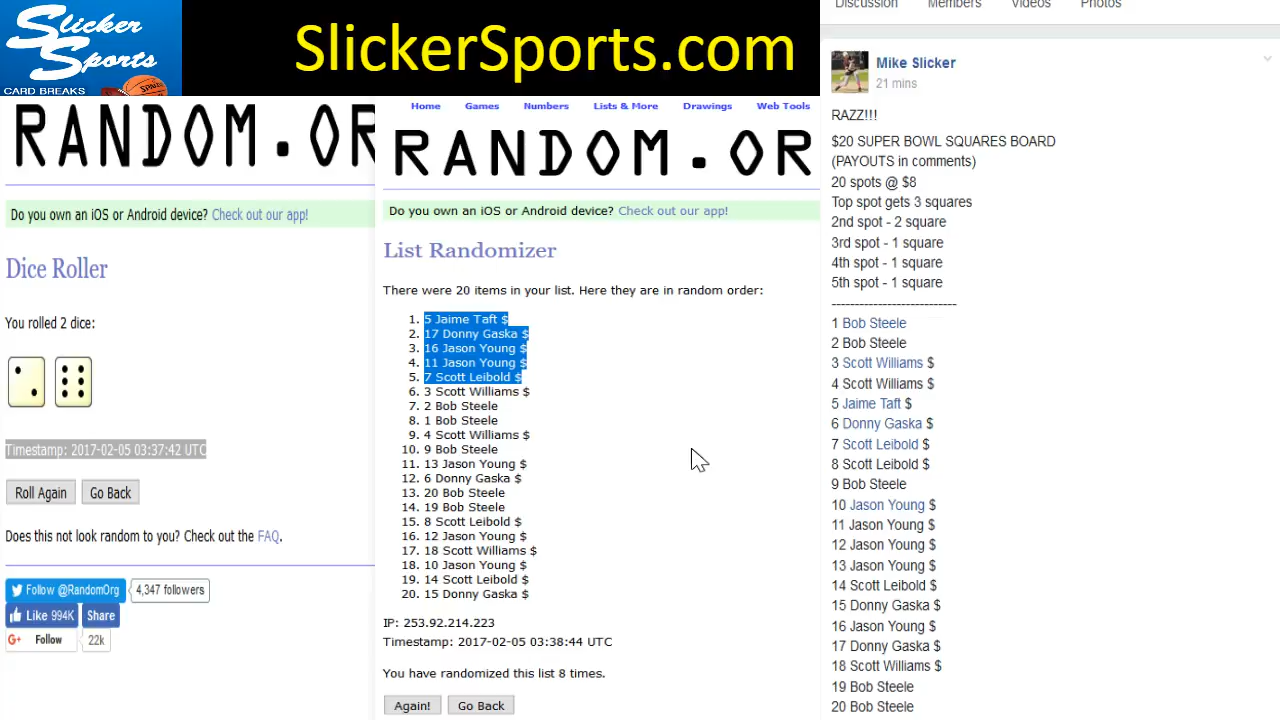 Slicker
Sports
CARD BREAKS
SlickerSports.com
RANDOM.OR
Do you own an iOS or Android device? Check out our app!
Dice Roller
You rolled 2 dice:
Timestamp: 2017-02-05 03:37:42 UTC
Roll Again
Go Back
Does this not look random to you? Check out the FAQ.
Follow @RandomOrg
4,347 followers
Like 994K
Share
G+ Follow
22k
Home Games Numbers Lists & More Drawings Web Tools
RANDOM.OR
Do you own an iOS or Android device? Check out our app!
List Randomizer
There were 20 items in your list. Here they are in random order:
1. 5 Jaime Taft $
2. 17 Donny Gaska $
3. 16 Jason Young $
4. 11 Jason Young $
5. 7 Scott Leibold $
6. 3 Scott Williams $
7. 2 Bob Steele
8. 1 Bob Steele
9. 4 Scott Williams $
10. 9 Bob Steele
11. 13 Jason Young $
12. 6 Donny Gaska $
13. 20 Bob Steele
14. 19 Bob Steele
15. 8 Scott Leibold $
16. 12 Jason Young $
17. 18 Scott Williams $
18. 10 Jason Young $
19. 14 Scott Leibold $
20. 15 Donny Gaska $
IP: 253.92.214.223
Timestamp: 2017-02-05 03:38:44 UTC
You have randomized this list 8 times.
Again!
Go Back
Discussion Members Videos Photos
Mike Slicker
21 mins
RAZZ!!!
$20 SUPER BOWL SQUARES BOARD
(PAYOUTS in comments)
20 spots @ $8
Top spot gets 3 squares
2nd spot - 2 square
3rd spot - 1 square
4th spot - 1 square
5th spot - 1 square
---------------------------
1 Bob Steele
2 Bob Steele
3 Scott Williams $
4 Scott Williams $
5 Jaime Taft $
6 Donny Gaska $
7 Scott Leibold $
8 Scott Leibold $
9 Bob Steele
10 Jason Young $
11 Jason Young $
12 Jason Young $
13 Jason Young $
14 Scott Leibold $
15 Donny Gaska $
16 Jason Young $
17 Donny Gaska $
18 Scott Williams $
19 Bob Steele
20 Bob Steele